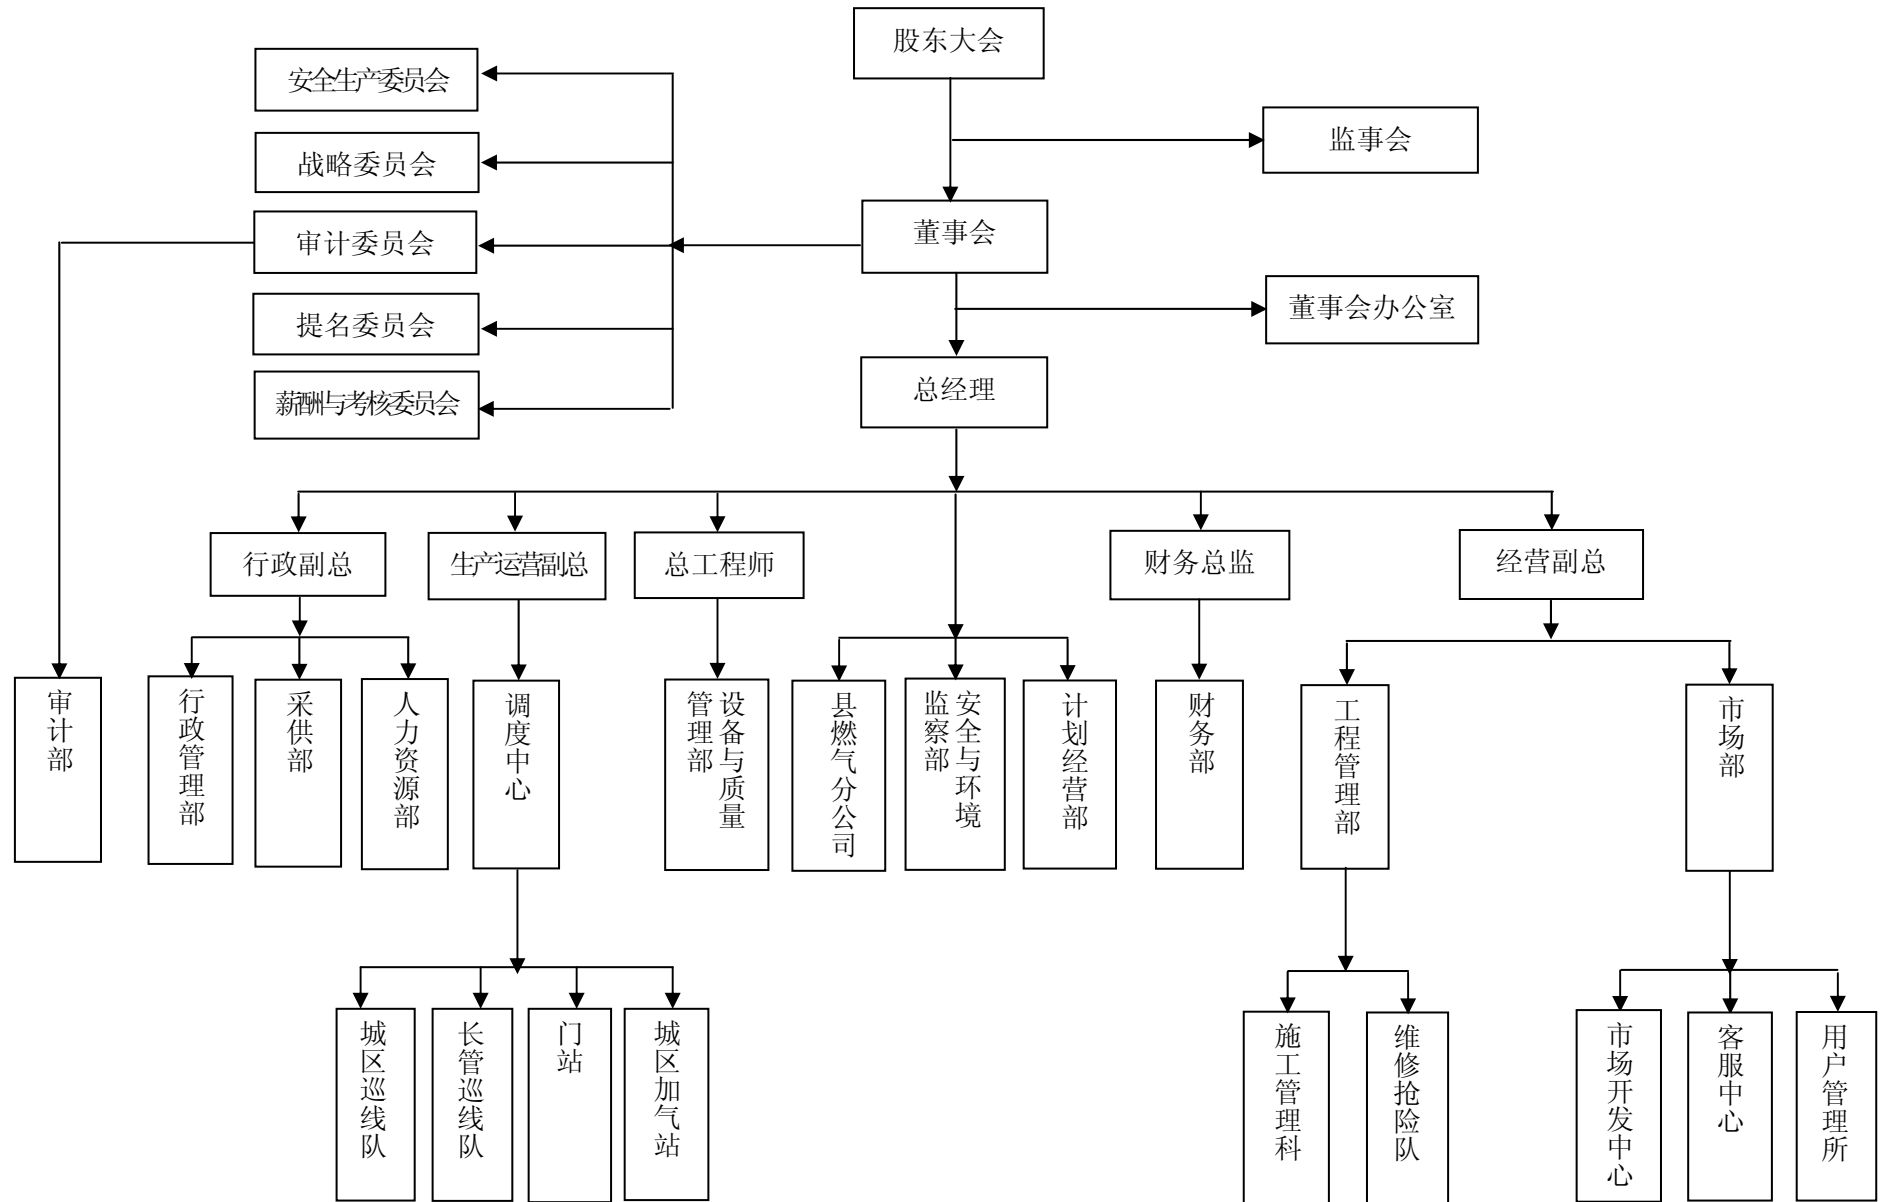 股东大会
安全生产委员会
监事会
战略委员会
董事会
审计委员会
董事会办公室
提名委员会
总经理
薪酬与考核委员会
行政副总
生产运营副总
总工程师
财务总监
经营副总
审计部
行政管理部
采供部
人力资源部
调度中心
设备与质量
管理部
县燃气分公司
安全与环境
监察部
计划经营部
财务部
工程管理部
市场部
城区巡线队
长管巡线队
门站
城区加气站
施工管理科
维修抢险队
市场开发中心
客服中心
用户管理所